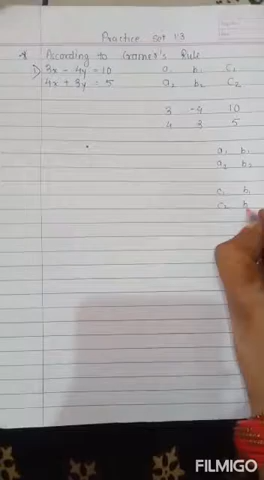 Practice set 1.3
* According to Cramer's Rule
1) 3x - 4y = 10 a₁ b₁ c₁
4x + 3y = 5 a₂ b₂ c₂
3 -4 10
4 3 5
a₁ b₁
a₂ b₂
c₁ b₁
c₂ b
FILMIGO